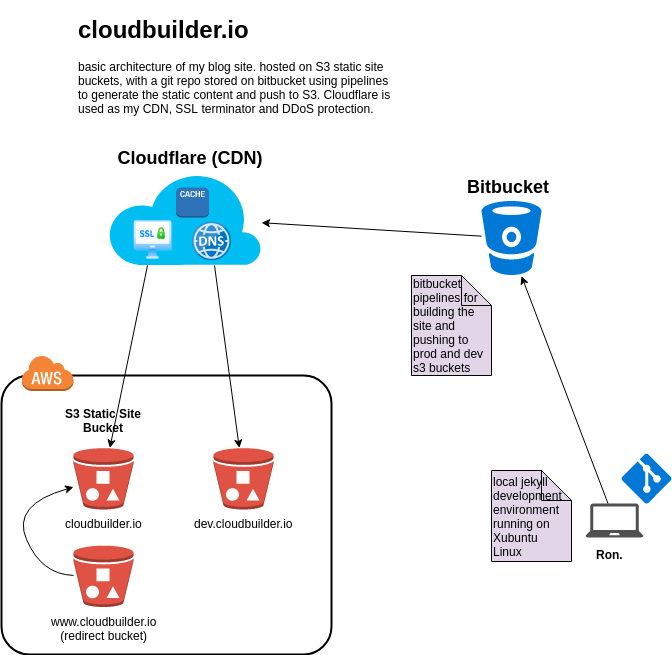 cloudbuilder.io
basic architecture of my blog site. hosted on S3 static site
buckets, with a git repo stored on bitbucket using pipelines
to generate the static content and push to S3. Cloudflare is
used as my CDN, SSL terminator and DDoS protection.
Cloudflare (CDN)
CACHE
SSL
DNS
Bitbucket
bitbucket
pipelines for
building the
site and
pushing to
prod and dev
s3 buckets
AWS
S3 Static Site
Bucket
cloudbuilder.io
dev.cloudbuilder.io
www.cloudbuilder.io
(redirect bucket)
local jekyll
development
environment
running on
Xubuntu
Linux
Ron.